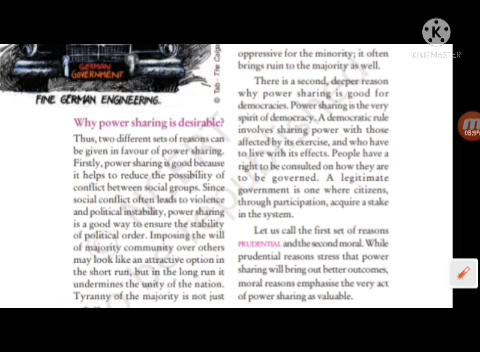 GERMAN
GOVERNMENT
© Tab - The Calga
FINE GERMAN ENGINEERING..
Why power sharing is desirable?
Thus, two different sets of reasons can
be given in favour of power sharing.
Firstly, power sharing is good because
it helps to reduce the possibility of
conflict between social groups. Since
social conflict often leads to violence
and political instability, power sharing
is a good way to ensure the stability
of political order. Imposing the will
of majority community over others
may look like an attractive option in
the short run, but in the long run it
undermines the unity of the nation.
Tyranny of the majority is not just
oppressive for the minority; it often
brings ruin to the majority as well.
There is a second, deeper reason
why power sharing is good for
democracies. Power sharing is the very
spirit of democracy. A democratic rule
involves sharing power with those
affected by its exercise, and who have
to live with its effects. People have a
right to be consulted on how they are
to be governed. A legitimate
government is one where citizens,
through participation, acquire a stake
in the system.
Let us call the first set of reasons
PRUDENTIAL and the second moral. While
prudential reasons stress that power
sharing will bring out better outcomes,
moral reasons emphasise the very act
of power sharing as valuable.
KINEMASTER